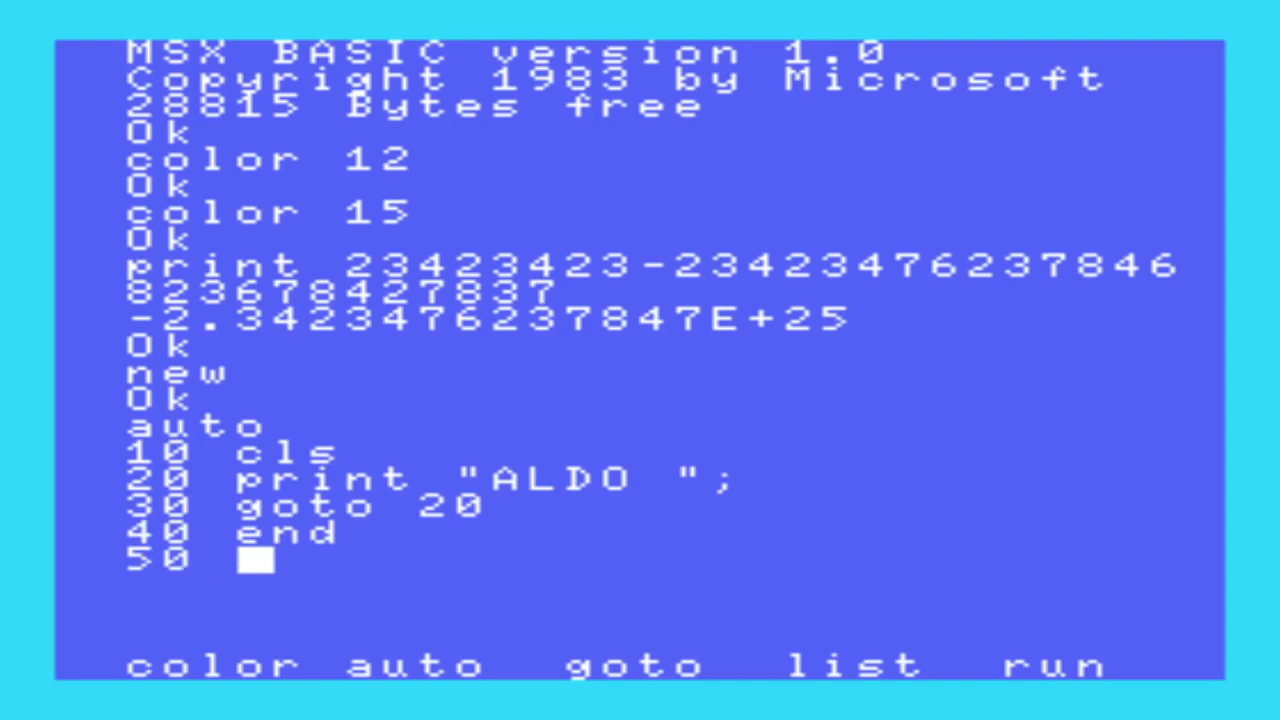 MSX BASIC version 1.0
Copyright 1983 by Microsoft
28815 Bytes free
Ok
color 12
Ok
color 15
Ok
print 23423423-23423476237846
823678427837
-2.3423476237847E+25
Ok
new
Ok
auto
10 cls
20 print "ALDO ";
30 goto 20
40 end
50
color auto goto list run